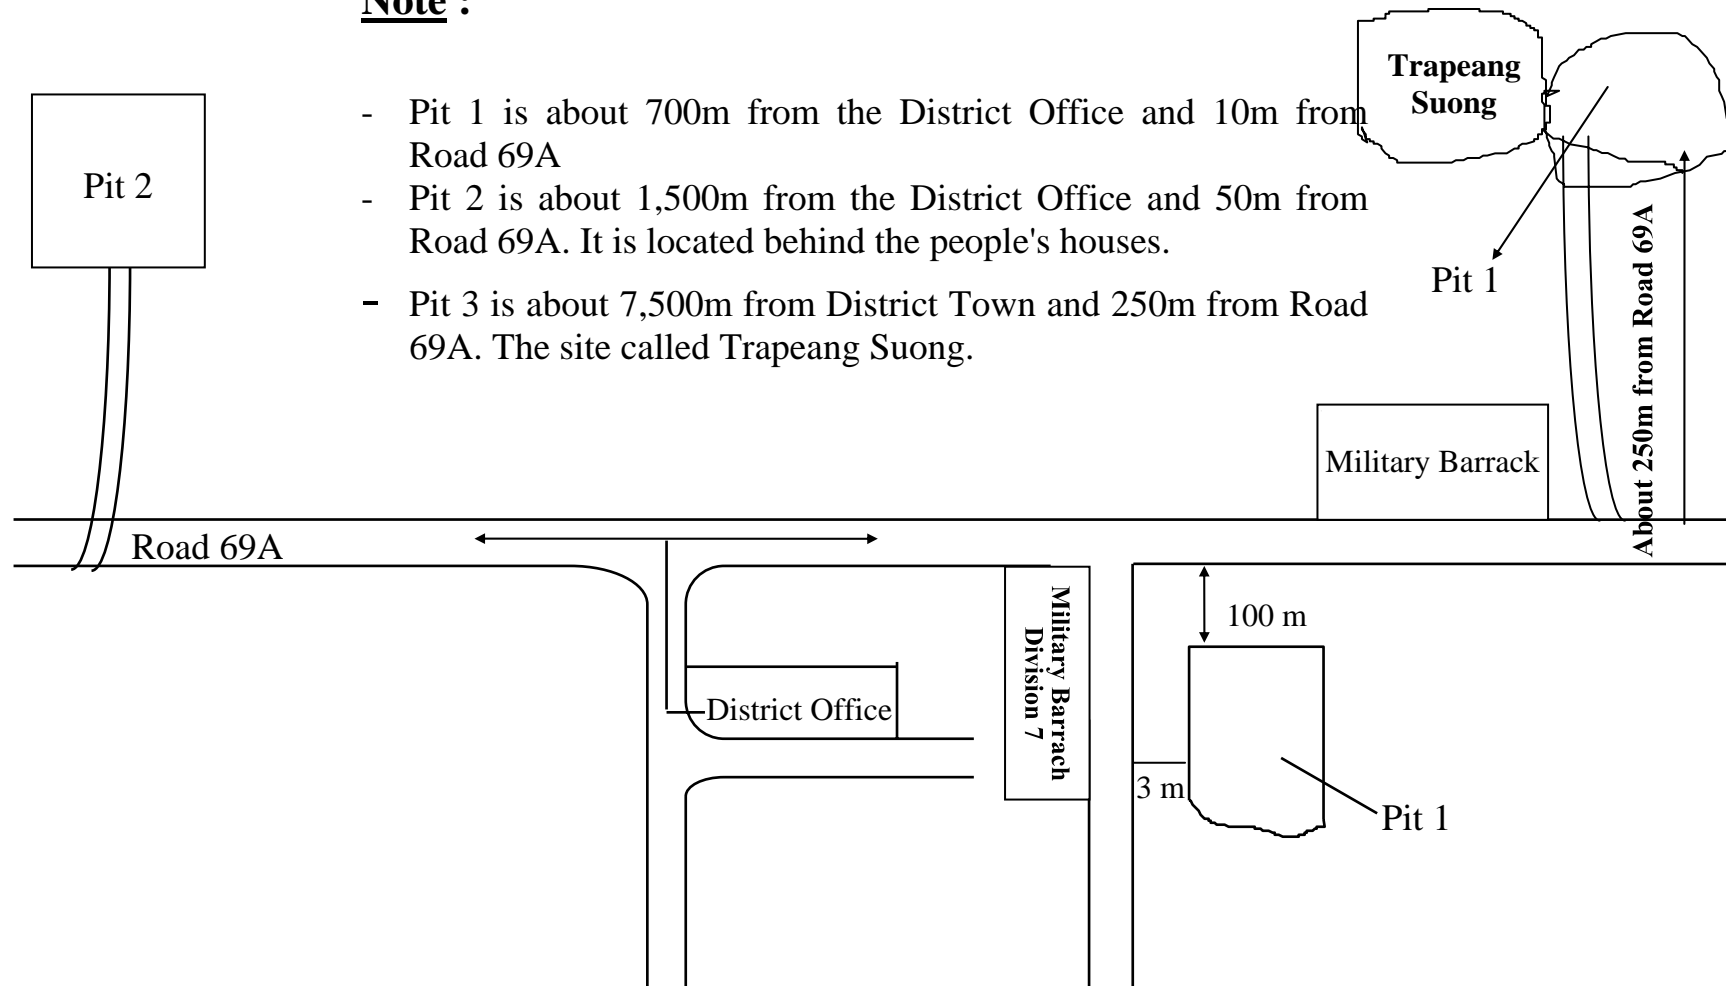 Note :
- Pit 1 is about 700m from the District Office and 10m from
Road 69A
- Pit 2 is about 1,500m from the District Office and 50m from
Road 69A. It is located behind the people's houses.
- Pit 3 is about 7,500m from District Town and 250m from Road
69A. The site called Trapeang Suong.
Trapeang
Suong
Pit 2
Pit 1
About 250m from Road 69A
Military Barrack
Road 69A
Military Barrach
Division 7
100 m
District Office
3 m
Pit 1